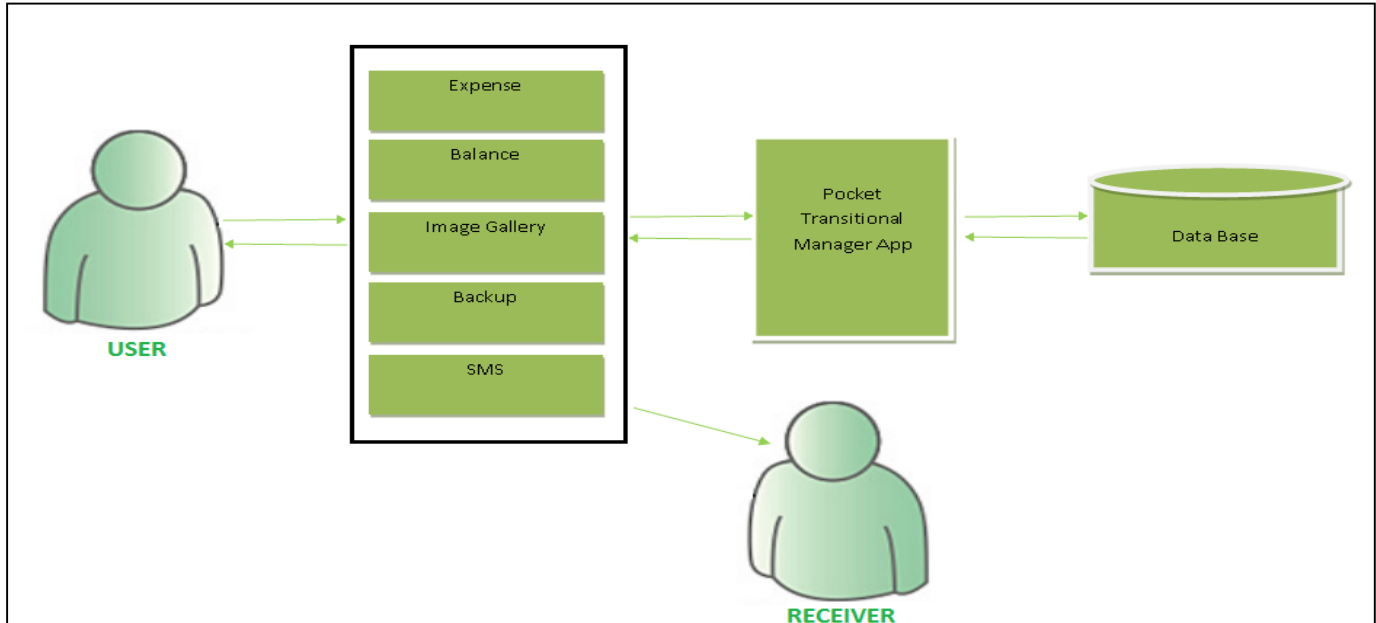 Expense
Balance
Image Gallery
Backup
SMS
USER
Pocket
Transitional
Manager App
Data Base
RECEIVER